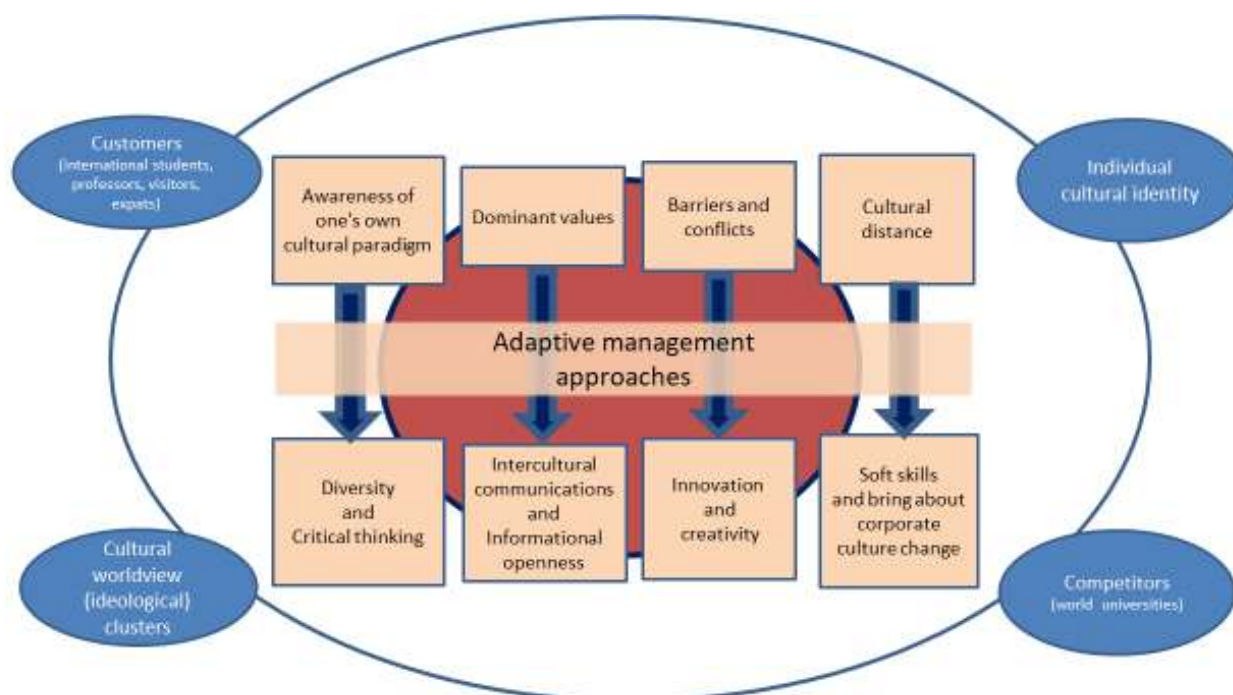 Customers
(International students,
professors, visitors,
expats)
Individual
cultural identity
Awareness of
one's own
cultural paradigm
Dominant values
Barriers and
conflicts
Cultural
distance
Adaptive management
approaches
Diversity
and
Critical thinking
Intercultural
communications
and
Informational
openness
Innovation
and
creativity
Soft skills
and bring about
corporate
culture change
Cultural
worldview
(ideological)
clusters
Competitors
(world universities)